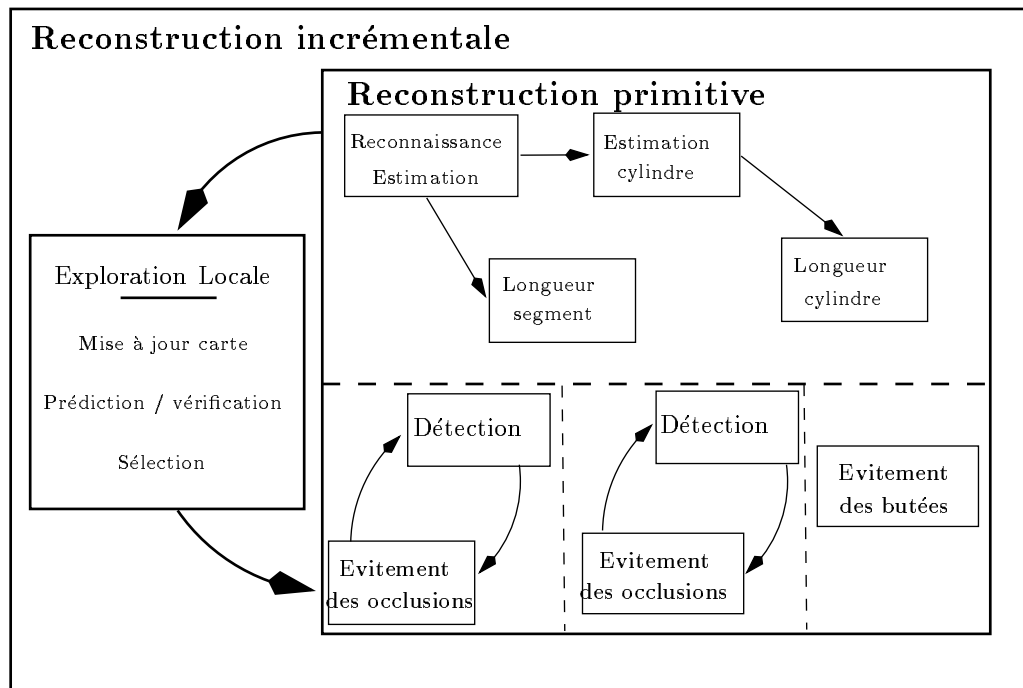 Reconstruction incrémentale
Reconstruction primitive
Reconnaissance
Estimation
Estimation
cylindre
Longueur
segment
Longueur
cylindre
Exploration Locale
Mise à jour carte
Prédiction / vérification
Sélection
Détection
Evitement
des occlusions
Détection
Evitement
des occlusions
Evitement
des butées